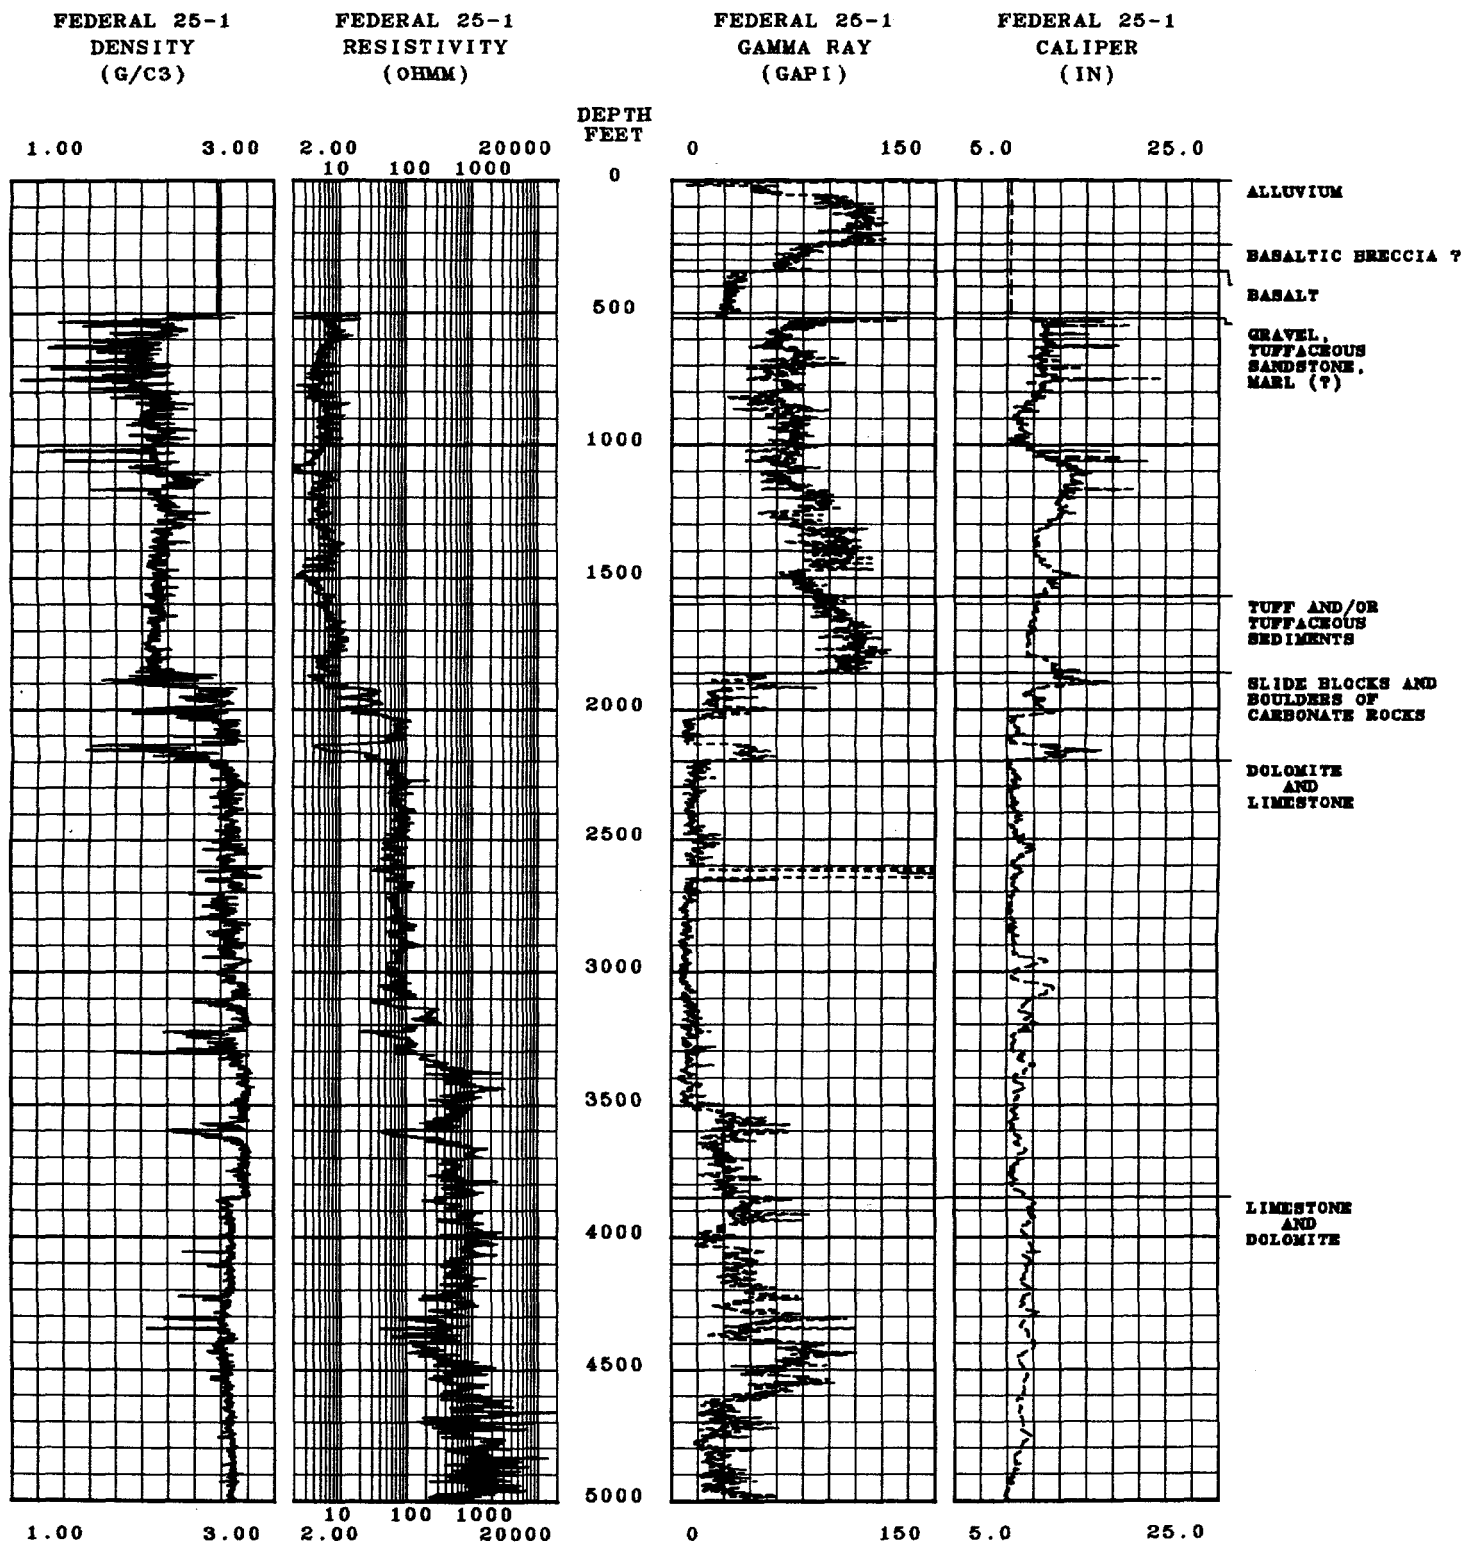 FEDERAL 25-1
DENSITY
(G/C3)
FEDERAL 25-1
RESISTIVITY
(OHMM)
FEDERAL 25-1
GAMMA RAY
(GAPI)
FEDERAL 25-1
CALIPER
(IN)
DEPTH
FEET
1.00 3.00 2.00 20000 0 150 5.0 25.0
10 100 1000
0
500
1000
1500
2000
2500
3000
3500
4000
4500
5000
ALLUVIUM
BASALTIC BRECCIA ?
BASALT
GRAVEL,
TUFFACEOUS
SANDSTONE,
MARL (?)
TUFF AND/OR
TUFFACEOUS
SEDIMENTS
SLIDE BLOCKS AND
BOULDERS OF
CARBONATE ROCKS
DOLOMITE
AND
LIMESTONE
LIMESTONE
AND
DOLOMITE
10 100 1000
1.00 3.00 2.00 20000 0 150 5.0 25.0